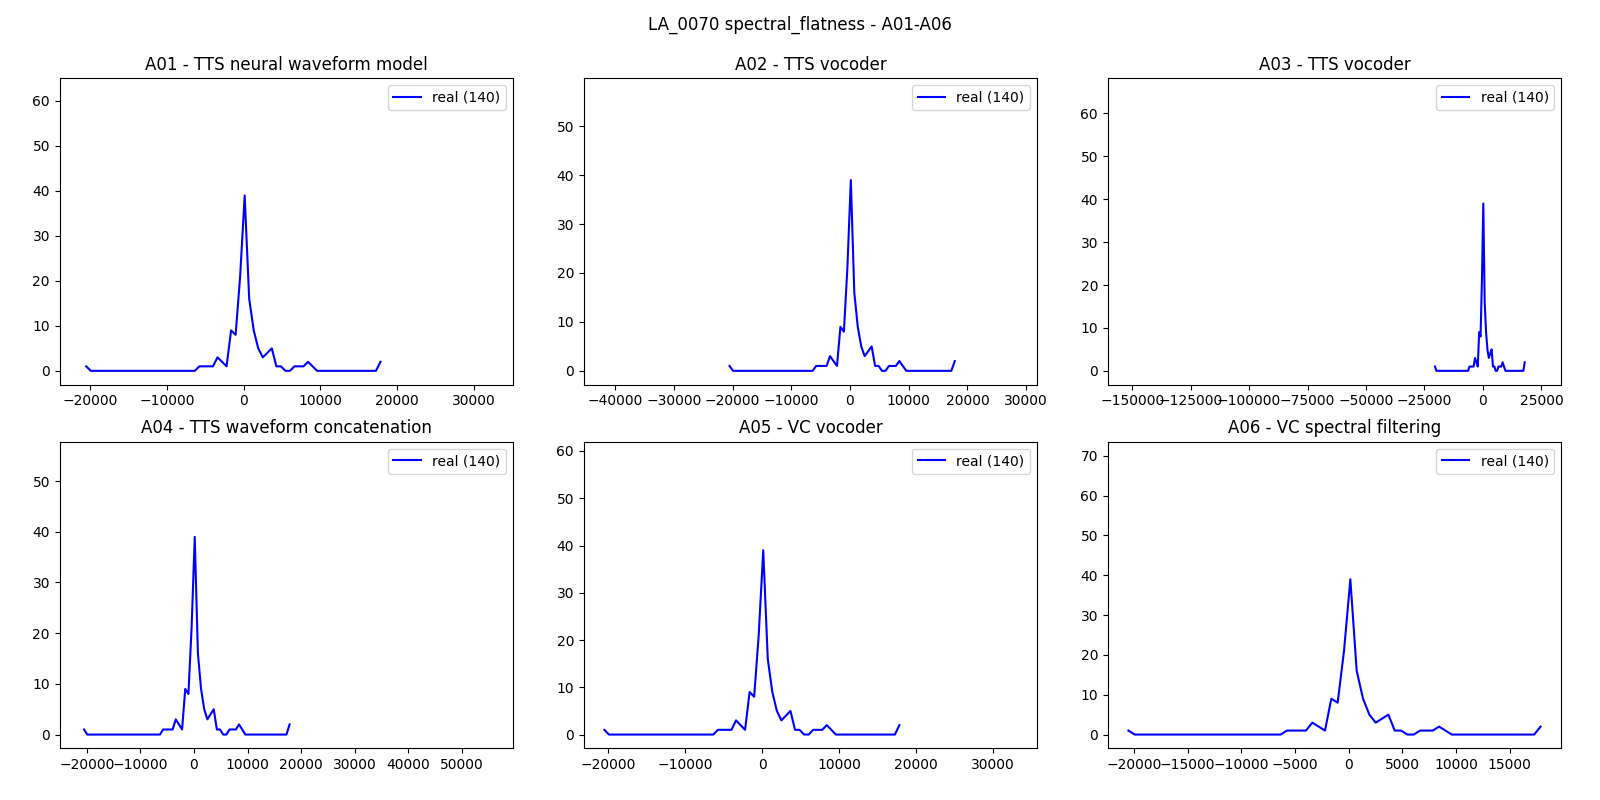 LA_0070 spectral_flatness - A01-A06
A01 - TTS neural waveform model
A02 - TTS vocoder
A03 - TTS vocoder
real (140)
real (140)
real (140)
60
50
40
30
20
10
0
50
40
30
20
10
0
60
50
40
30
20
10
0
−20000 −10000 0 10000 20000 30000
−40000 −30000 −20000 −10000 0 10000 20000 30000
−150000 −125000 −100000 −75000 −50000 −25000 0 25000
A04 - TTS waveform concatenation
A05 - VC vocoder
A06 - VC spectral filtering
real (140)
real (140)
real (140)
50
40
30
20
10
0
60
50
40
30
20
10
0
70
60
50
40
30
20
10
0
−20000 −10000 0 10000 20000 30000 40000 50000
−20000 −10000 0 10000 20000 30000
−20000 −15000 −10000 −5000 0 5000 10000 15000